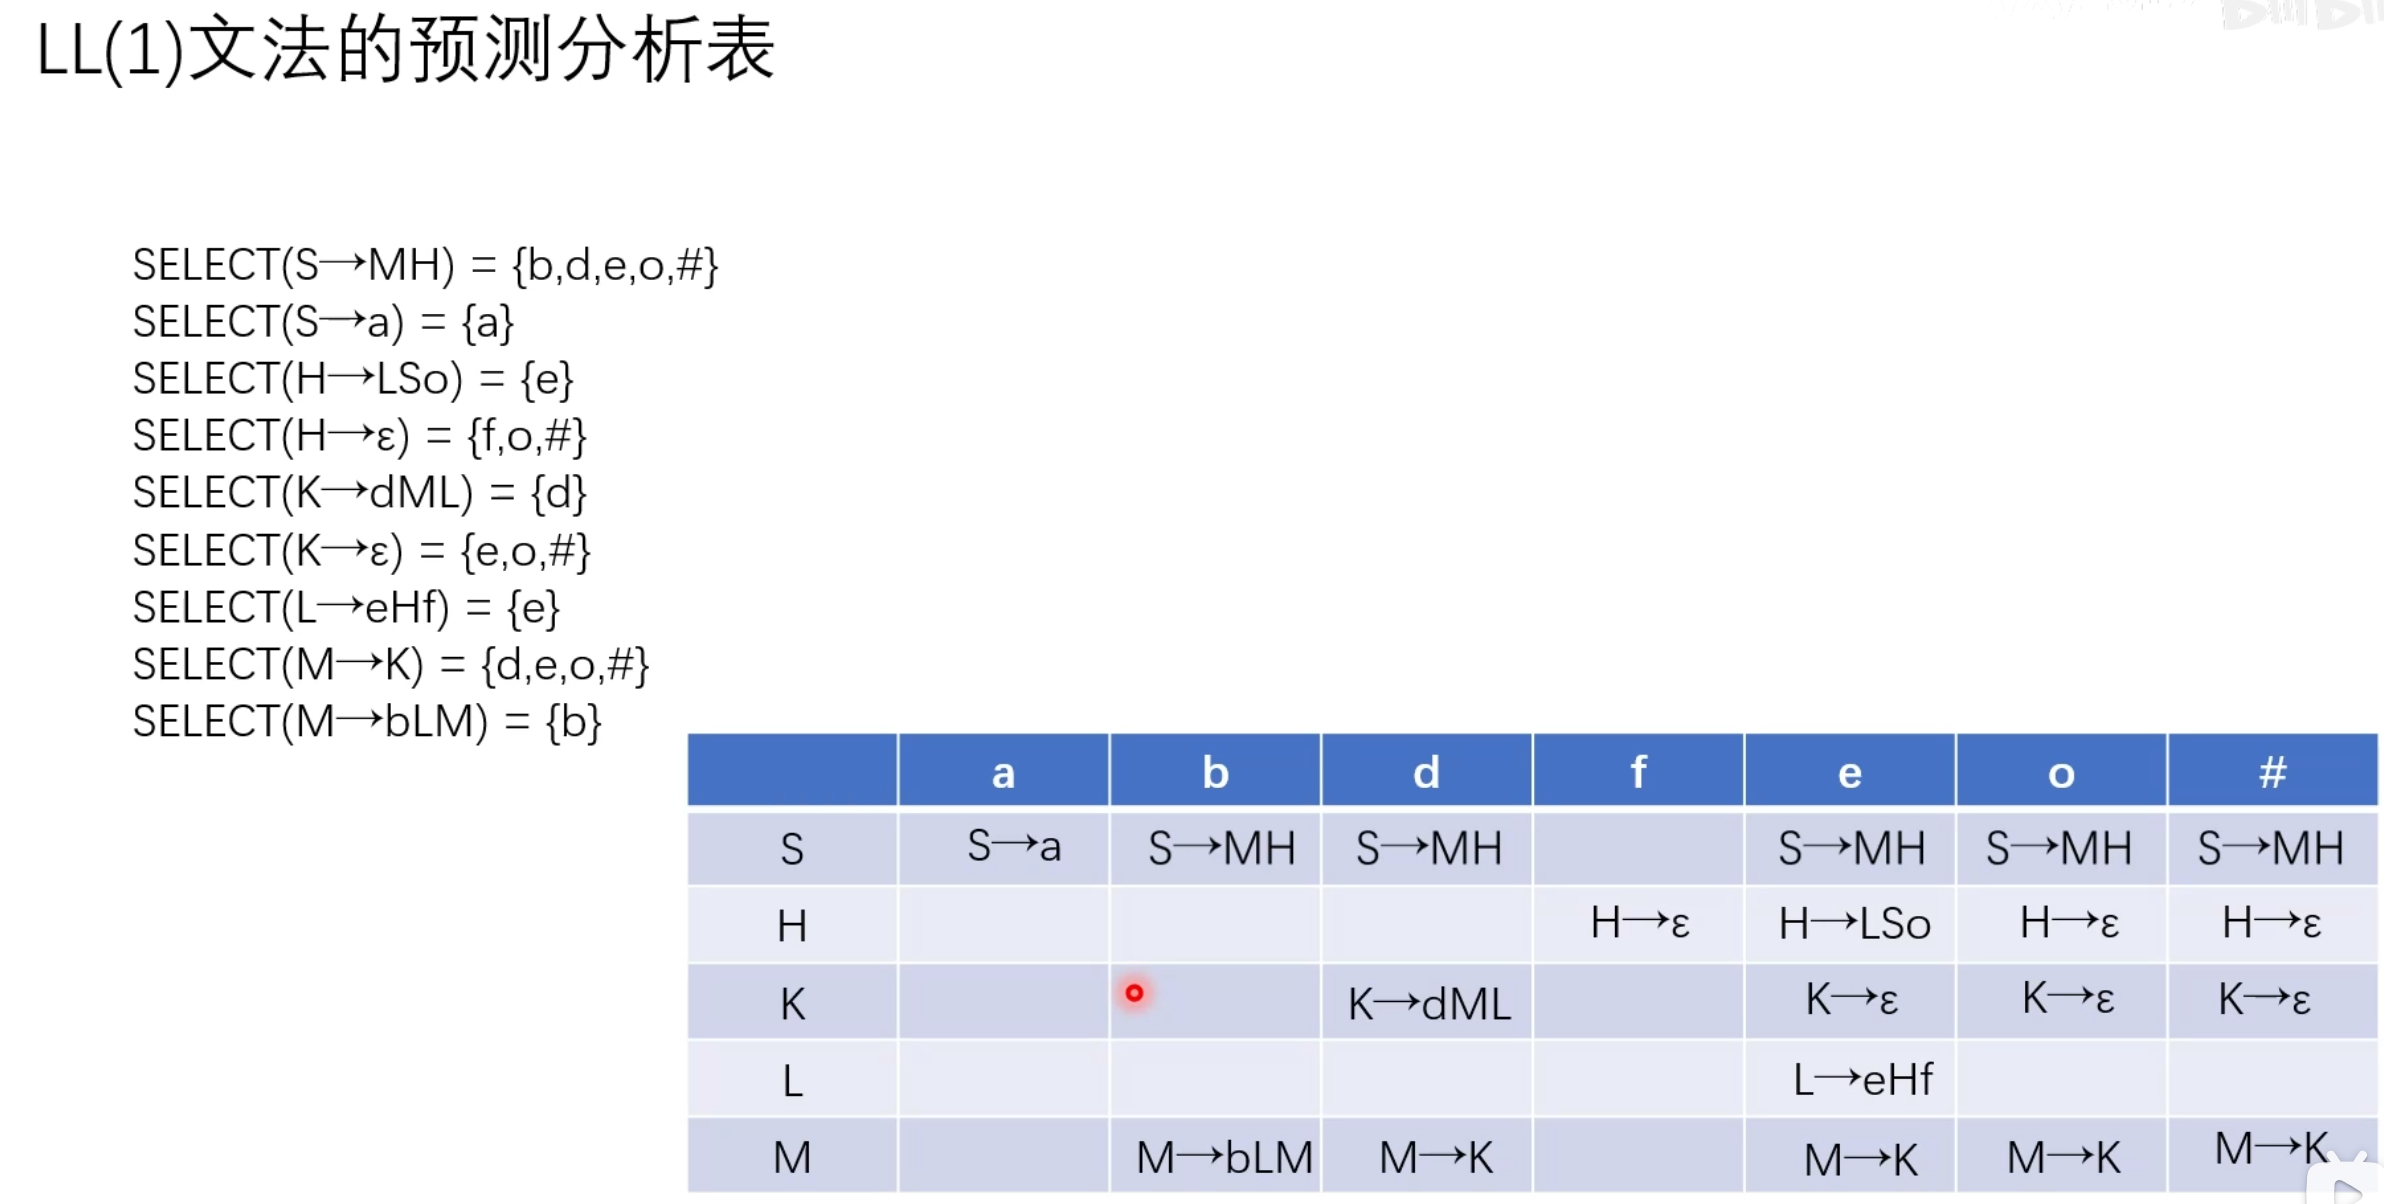 LL(1)文法的预测分析表
SELECT(S→MH) = {b,d,e,o,#}
SELECT(S→a) = {a}
SELECT(H→LSo) = {e}
SELECT(H→ε) = {f,o,#}
SELECT(K→dML) = {d}
SELECT(K→ε) = {e,o,#}
SELECT(L→eHf) = {e}
SELECT(M→K) = {d,e,o,#}
SELECT(M→bLM) = {b}
a b d f e o #
S S→a S→MH S→MH S→MH S→MH S→MH
H H→ε H→LSo H→ε H→ε
K K→dML K→ε K→ε K→ε
L L→eHf
M M→bLM M→K M→K M→K M→K